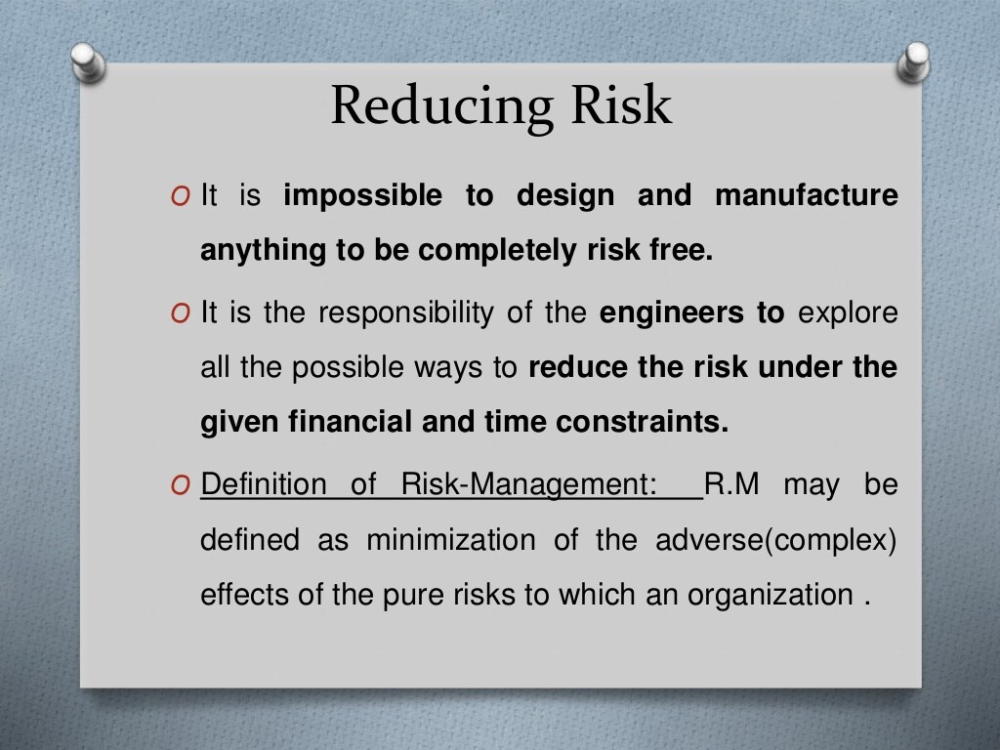 Reducing Risk
O It is impossible to design and manufacture
anything to be completely risk free.
O It is the responsibility of the engineers to explore
all the possible ways to reduce the risk under the
given financial and time constraints.
O Definition of Risk-Management: R.M may be
defined as minimization of the adverse(complex)
effects of the pure risks to which an organization .